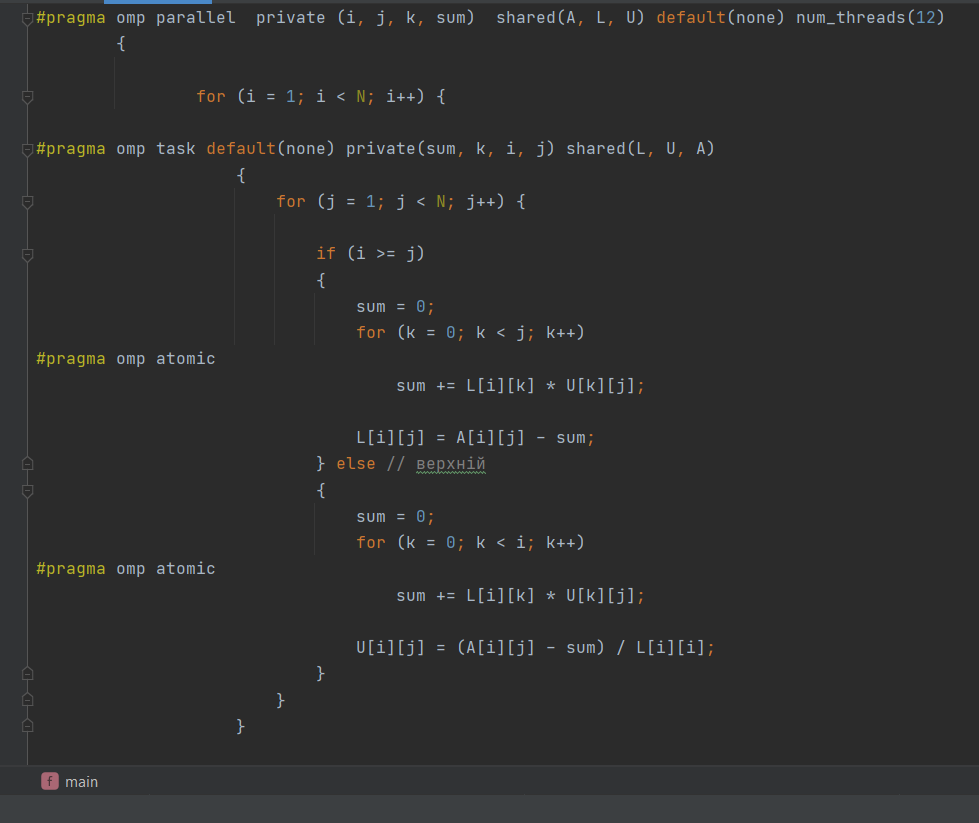 #pragma omp parallel  private (i, j, k, sum)  shared(A, L, U) default(none) num_threads(12)
{
for (i = 1; i < N; i++) {
#pragma omp task default(none) private(sum, k, i, j) shared(L, U, A)
{
for (j = 1; j < N; j++) {
if (i >= j)
{
sum = 0;
for (k = 0; k < j; k++)
#pragma omp atomic
sum += L[i][k] * U[k][j];
L[i][j] = A[i][j] - sum;
} else // верхній
{
sum = 0;
for (k = 0; k < i; k++)
#pragma omp atomic
sum += L[i][k] * U[k][j];
U[i][j] = (A[i][j] - sum) / L[i][i];
}
}
}
f main